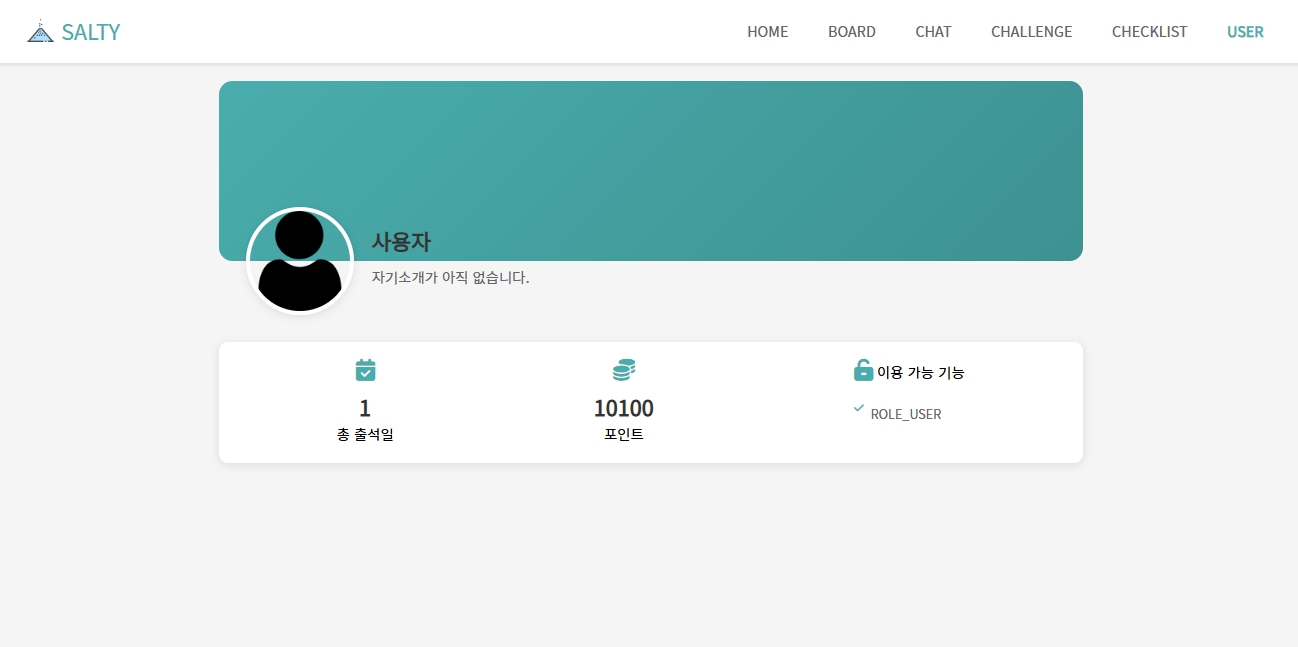 SALTY
HOME BOARD CHAT CHALLENGE CHECKLIST USER
사용자
자기소개가 아직 없습니다.
1
총 출석일
10100
포인트
이용 가능 기능
ROLE_USER